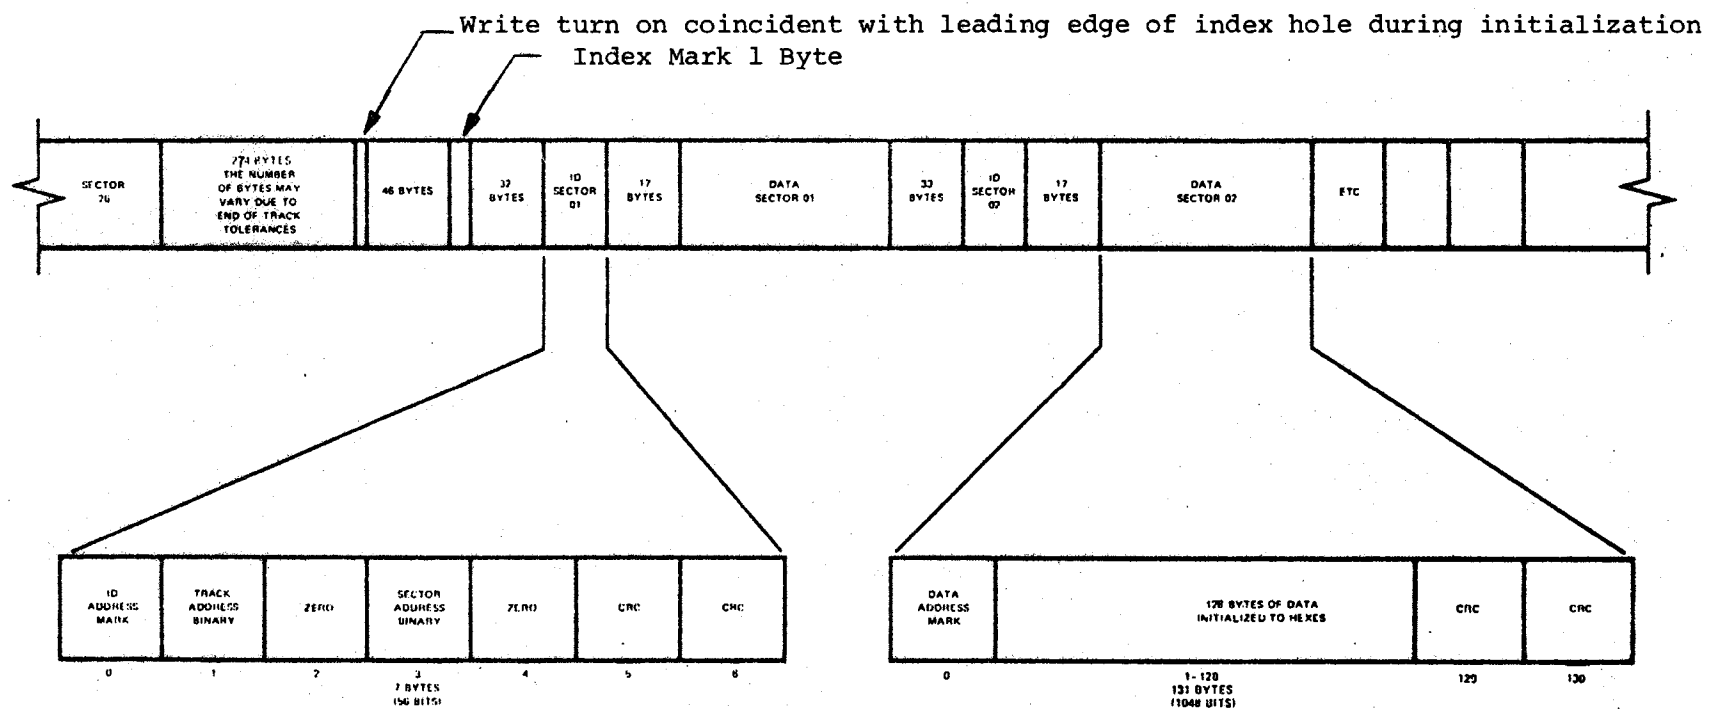 Write turn on coincident with leading edge of index hole during initialization
Index Mark 1 Byte
SECTOR
26
274 BYTES
THE NUMBER
OF BYTES MAY
VARY DUE TO
END OF TRACK
TOLERANCES
46 BYTES
32
BYTES
ID
SECTOR
01
17
BYTES
DATA
SECTOR 01
33
BYTES
ID
SECTOR
02
17
BYTES
DATA
SECTOR 02
ETC
ID
ADDRESS
MARK
TRACK
ADDRESS
BINARY
ZERO
SECTOR
ADDRESS
BINARY
ZERO
CRC
CRC
0
1
2
3
4
5
6
7 BYTES
(56 BITS)
DATA
ADDRESS
MARK
128 BYTES OF DATA
INITIALIZED TO HEXES
CRC
CRC
0
1-128
129
130
131 BYTES
(1048 BITS)